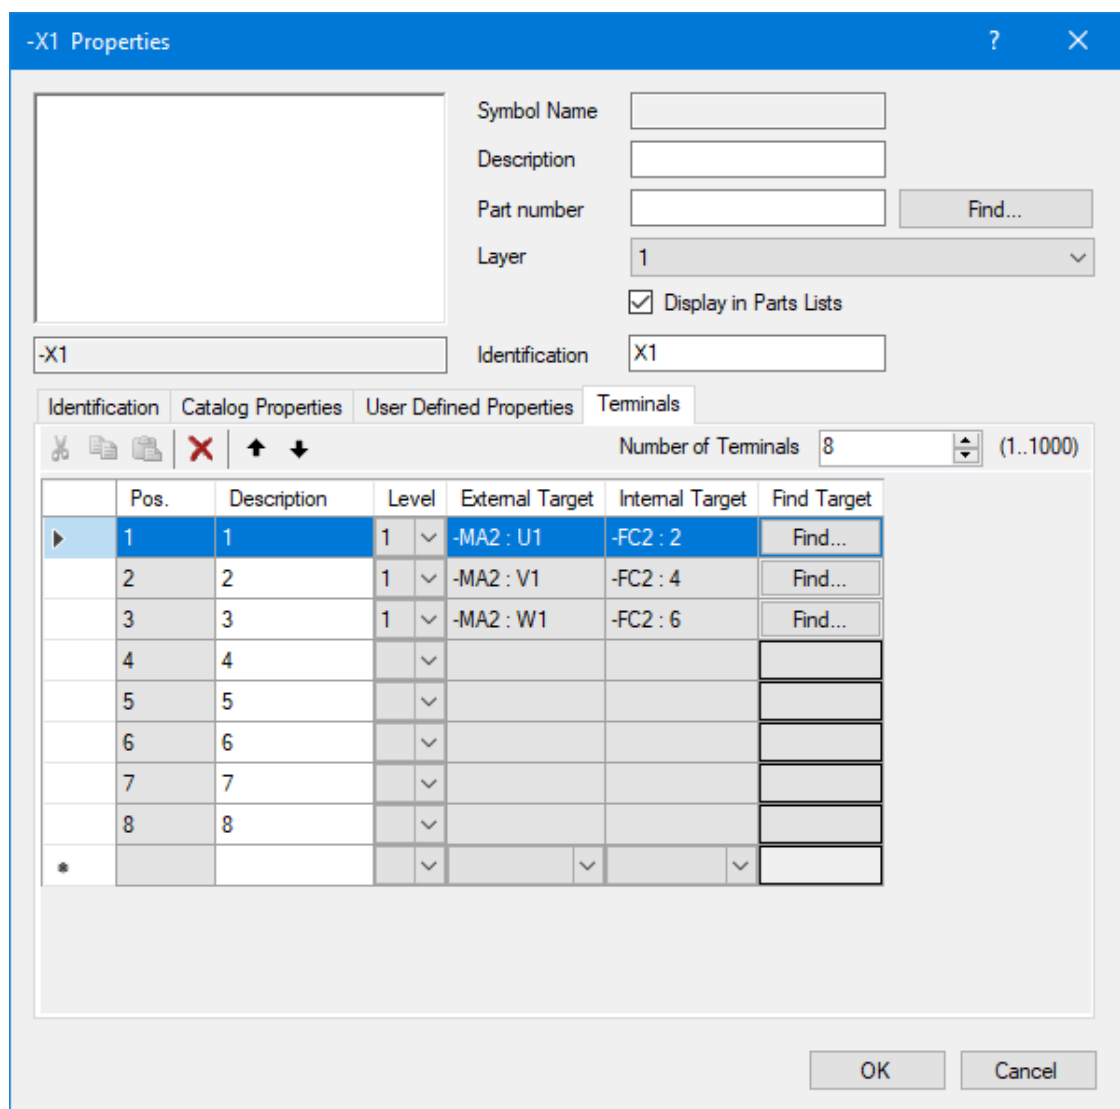 -X1 Properties ?
Symbol Name
Description
Part number Find...
Layer 1
Display in Parts Lists
-X1 Identification X1
Identification Catalog Properties User Defined Properties Terminals
Number of Terminals 8 (1..1000)
Pos. Description Level External Target Internal Target Find Target
1 1 1 -MA2 : U1 -FC2 : 2 Find...
2 2 1 -MA2 : V1 -FC2 : 4 Find...
3 3 1 -MA2 : W1 -FC2 : 6 Find...
4 4
5 5
6 6
7 7
8 8
OK Cancel